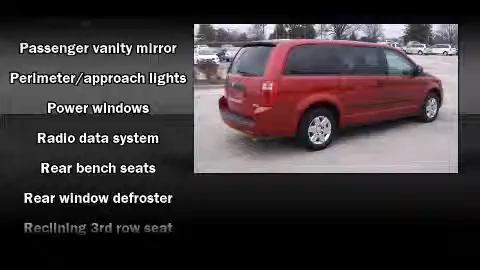 Passenger vanity mirror
Perimeter/approach lights
Power windows
Radio data system
Rear bench seats
Rear window defroster
Reclining 3rd row seat